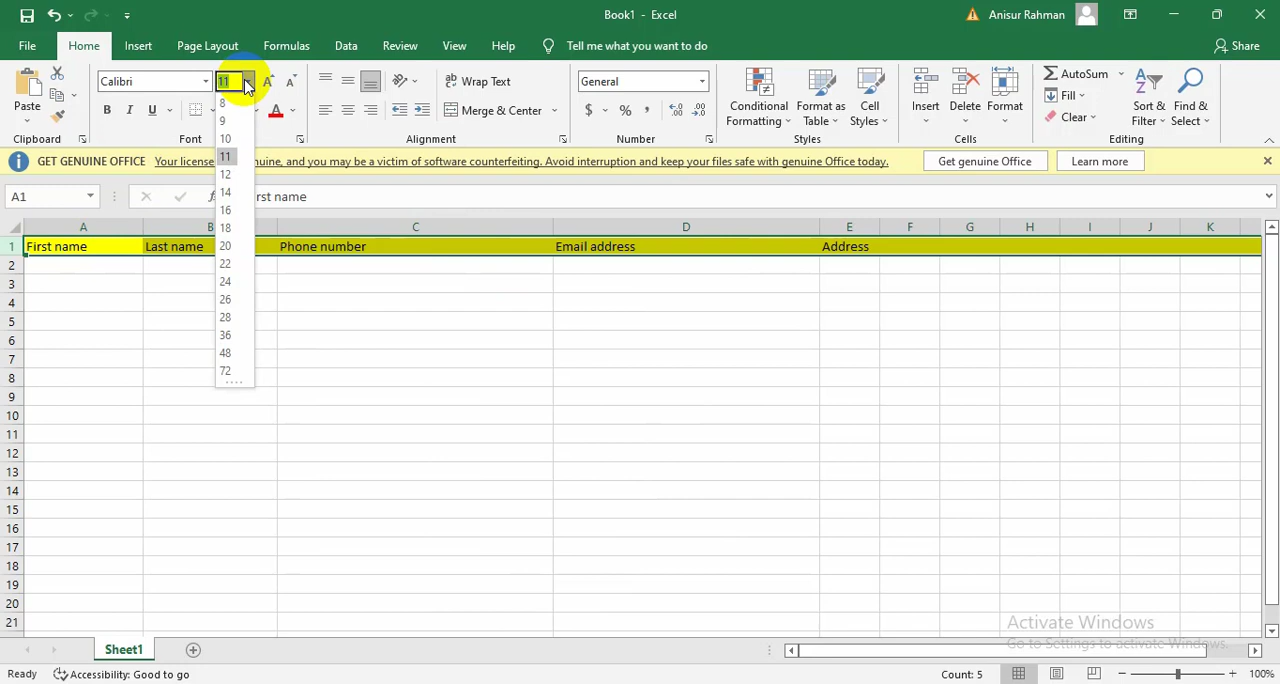 Book1 - Excel
Anisur Rahman
File Home Insert Page Layout Formulas Data Review View Help Tell me what you want to do Share
Paste
Clipboard
Calibri 11
B I U
Font
Wrap Text
Merge & Center
Alignment
General
$ % ,
Number
Conditional Formatting
Format as Table
Cell Styles
Styles
Insert Delete Format
Cells
AutoSum
Fill
Clear
Sort & Filter
Find & Select
Editing
GET GENUINE OFFICE Your license nuine, and you may be a victim of software counterfeiting. Avoid interruption and keep your files safe with genuine Office today. Get genuine Office Learn more
A1 rst name
8
9
10
11
12
14
16
18
20
22
24
26
28
36
48
72
A B C D E F G H I J K
1 First name Last name Phone number Email address Address
2
3
4
5
6
7
8
9
10
11
12
13
14
15
16
17
18
19
20
21
Activate Windows
Go to Settings to activate Windows.
Sheet1
Ready Accessibility: Good to go Count: 5 100%